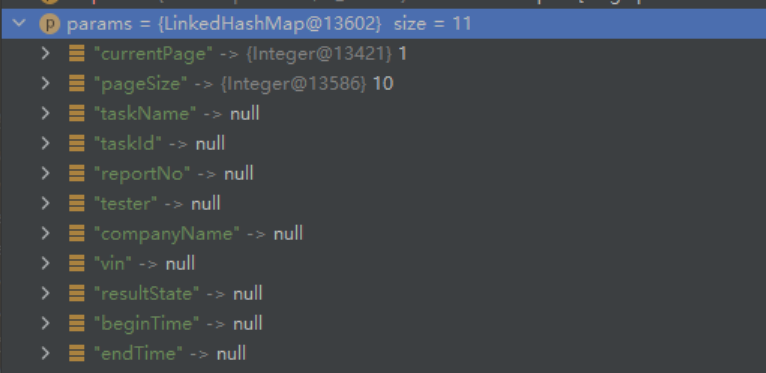 params = {LinkedHashMap@13602} size = 11
"currentPage" -> {Integer@13421} 1
"pageSize" -> {Integer@13586} 10
"taskName" -> null
"taskId" -> null
"reportNo" -> null
"tester" -> null
"companyName" -> null
"vin" -> null
"resultState" -> null
"beginTime" -> null
"endTime" -> null